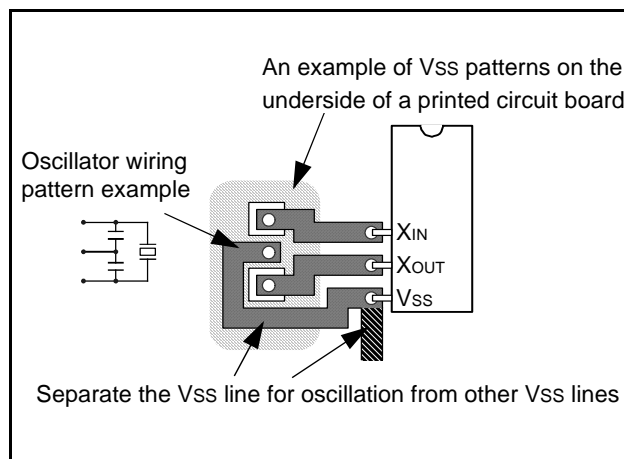 An example of VSS patterns on the
underside of a printed circuit board
Oscillator wiring
pattern example
XIN
XOUT
VSS
Separate the VSS line for oscillation from other VSS lines